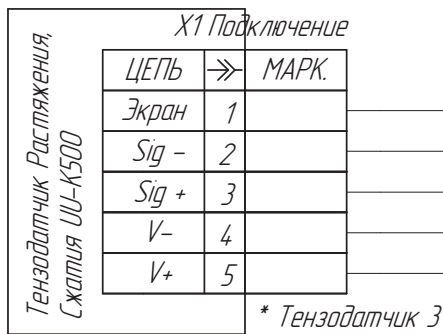 X1 Подключение
Тензодатчик Растяжения,
Сжатия UU-K500
ЦЕПЬ МАРК.
Экран 1
Sig - 2
Sig + 3
V- 4
V+ 5
* Тензодатчик 3